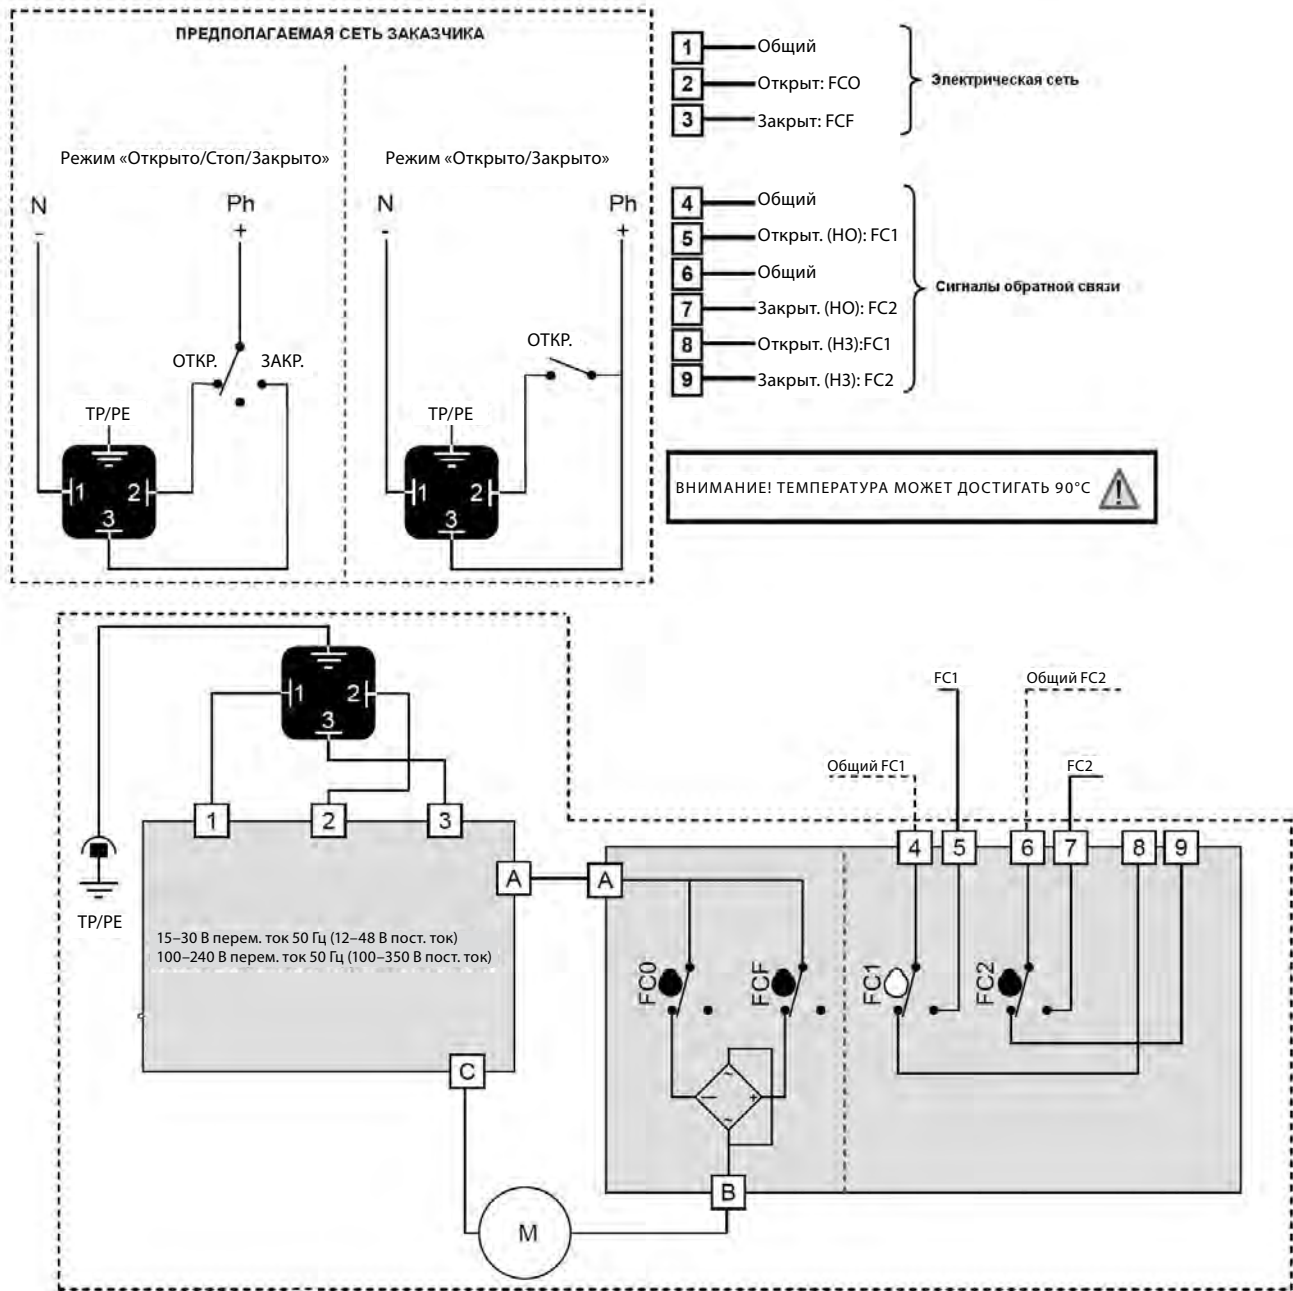 ПРЕДПОЛАГАЕМАЯ СЕТЬ ЗАКАЗЧИКА
Режим «Открыто/Стоп/Закрыто»
N
-
Ph
+
ОТКР.
ЗАКР.
TP/PE
1
2
3
Режим «Открыто/Закрыто»
N
-
Ph
+
ОТКР.
TP/PE
1
2
3
1 Общий
2 Открыт: FCO
3 Закрыт: FCF
Электрическая сеть
4 Общий
5 Открыт. (НО): FC1
6 Общий
7 Закрыт. (НО): FC2
8 Открыт. (НЗ):FC1
9 Закрыт. (НЗ): FC2
Сигналы обратной связи
ВНИМАНИЕ! ТЕМПЕРАТУРА МОЖЕТ ДОСТИГАТЬ 90°C
1
2
3
1
2
3
TP/PE
15–30 В перем. ток 50 Гц (12–48 В пост. ток)
100–240 В перем. ток 50 Гц (100–350 В пост. ток)
A
A
C
M
B
FC0
FCF
~
–
+
~
FC1
Общий FC2
Общий FC1
FC2
4
5
6
7
8
9
FC1
FC2